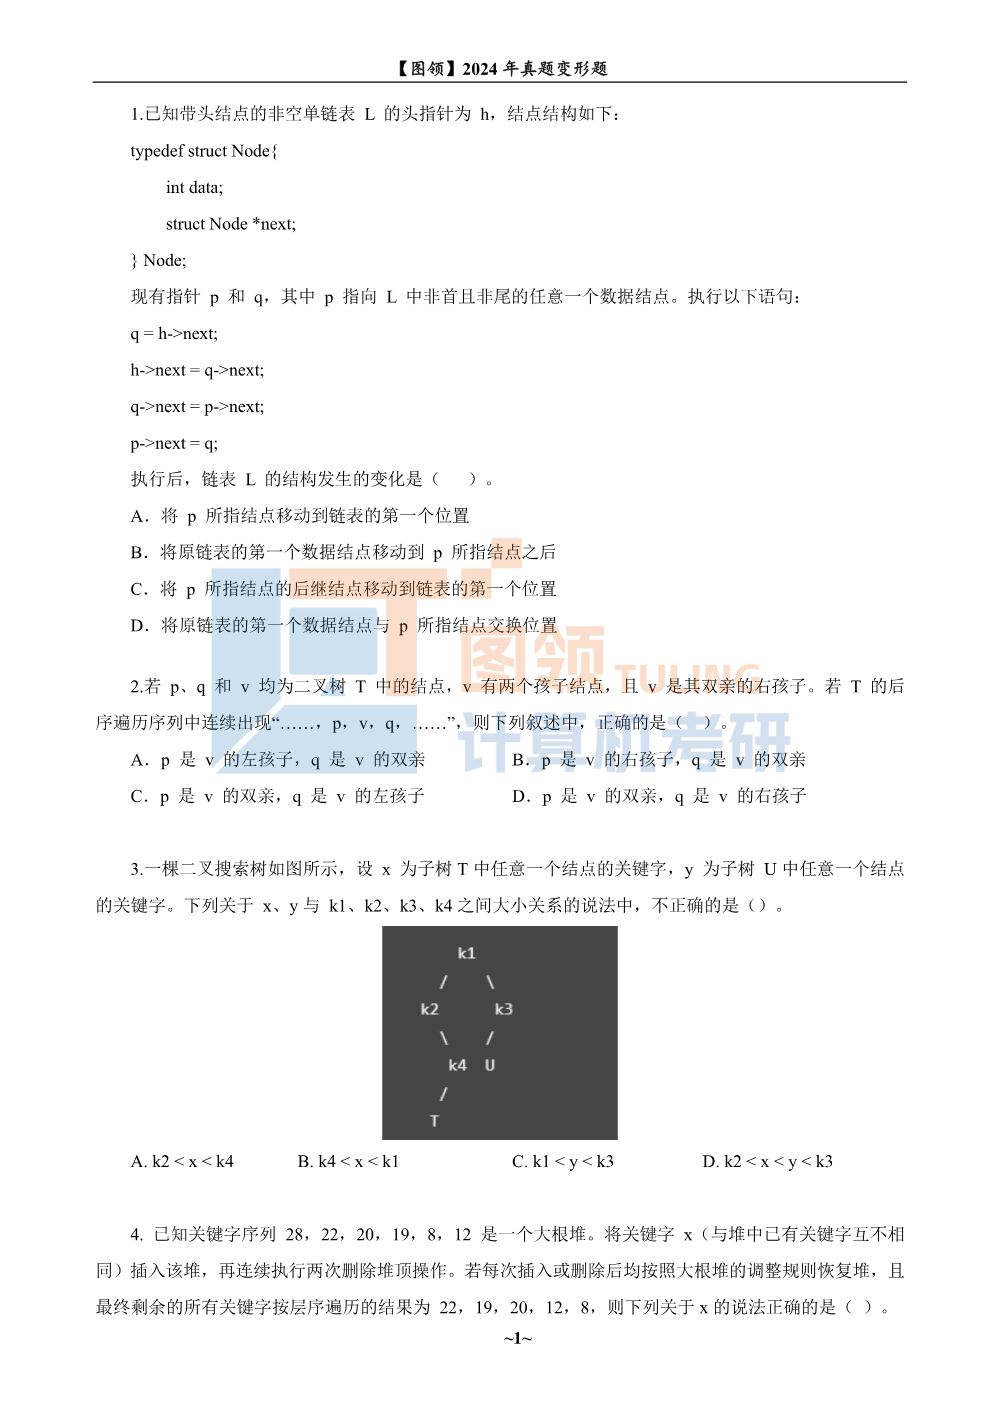 【图领】2024 年真题变形题
1.已知带头结点的非空单链表 L 的头指针为 h，结点结构如下：
typedef struct Node{
int data;
struct Node *next;
} Node;
现有指针 p 和 q，其中 p 指向 L 中非首且非尾的任意一个数据结点。执行以下语句：
q = h->next;
h->next = q->next;
q->next = p->next;
p->next = q;
执行后，链表 L 的结构发生的变化是（ ）。
A．将 p 所指结点移动到链表的第一个位置
B．将原链表的第一个数据结点移动到 p 所指结点之后
C．将 p 所指结点的后继结点移动到链表的第一个位置
D．将原链表的第一个数据结点与 p 所指结点交换位置
图领 TULING
计算机考研
2.若 p、q 和 v 均为二叉树 T 中的结点，v 有两个孩子结点，且 v 是其双亲的右孩子。若 T 的后
序遍历序列中连续出现“……，p，v，q，……”，则下列叙述中，正确的是（ ）。
A．p 是 v 的左孩子，q 是 v 的双亲 B．p 是 v 的右孩子，q 是 v 的双亲
C．p 是 v 的双亲，q 是 v 的左孩子 D．p 是 v 的双亲，q 是 v 的右孩子
3.一棵二叉搜索树如图所示，设 x 为子树 T 中任意一个结点的关键字，y 为子树 U 中任意一个结点
的关键字。下列关于 x、y 与 k1、k2、k3、k4 之间大小关系的说法中，不正确的是（）。
k1
/ \
k2 k3
\ /
k4 U
/
T
A. k2 < x < k4 B. k4 < x < k1 C. k1 < y < k3 D. k2 < x < y < k3
4. 已知关键字序列 28，22，20，19，8，12 是一个大根堆。将关键字 x（与堆中已有关键字互不相
同）插入该堆，再连续执行两次删除堆顶操作。若每次插入或删除后均按照大根堆的调整规则恢复堆，且
最终剩余的所有关键字按层序遍历的结果为 22，19，20，12，8，则下列关于 x 的说法正确的是（ ）。
~1~